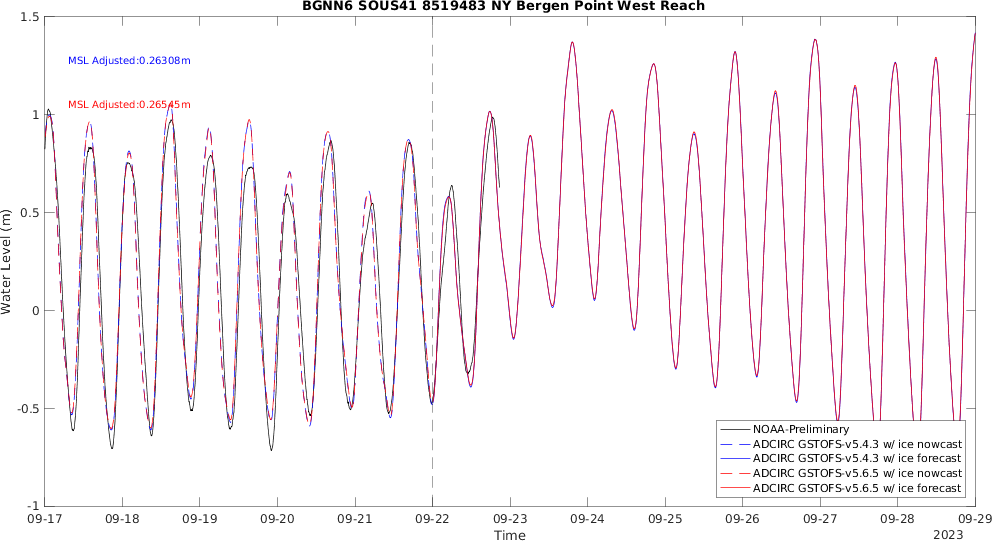 BGNN6 SOUS41 8519483 NY Bergen Point West Reach
1.5
MSL Adjusted:0.26308m
MSL Adjusted:0.26545m
1
0.5
Water Level (m)
0
-0.5
NOAA-Preliminary
ADCIRC GSTOFS-v5.4.3 w/ ice nowcast
ADCIRC GSTOFS-v5.4.3 w/ ice forecast
ADCIRC GSTOFS-v5.6.5 w/ ice nowcast
ADCIRC GSTOFS-v5.6.5 w/ ice forecast
-1
09-17 09-18 09-19 09-20 09-21 09-22 09-23 09-24 09-25 09-26 09-27 09-28 09-29
Time
2023